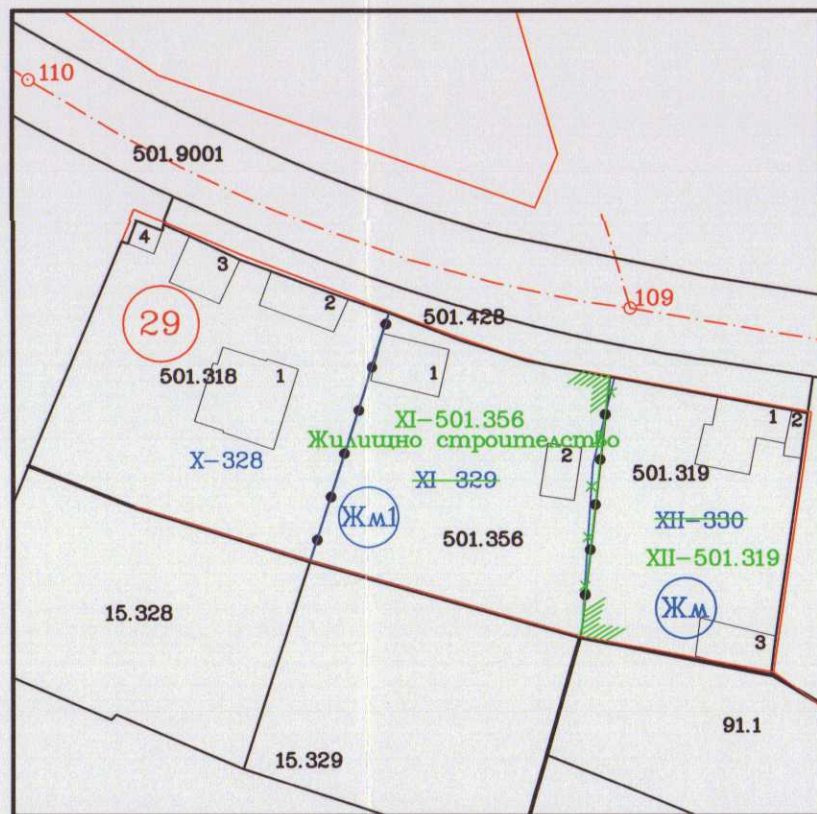 110
501.9001
4
3
2
29
109
501.428
501.318
1
1
XI-501.356
Жилищно строителство
X-328
XI-329
2
1
2
501.319
XII-330
Жм1
501.356
XII-501.319
Жм
3
15.328
91.1
15.329